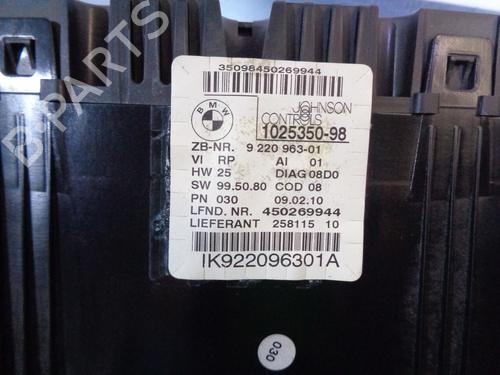 35098450269944
BMW
JOHNSON
CONTROLS
1025350-98
ZB-NR. 9 220 963-01
VI RP AI 01
HW 25 DIAG 08D0
SW 99.50.80 COD 08
PN 030 09.02.10
LFND. NR. 450269944
LIEFERANT 258115 10
IK922096301A
030
B-PARTS